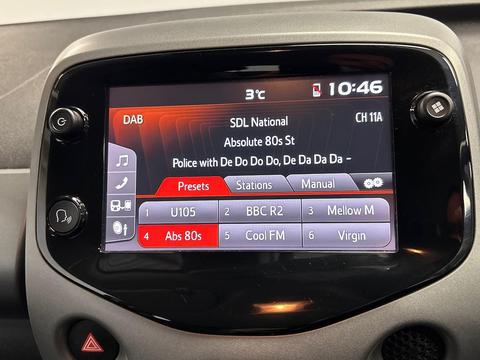 3°C 10:46
DAB SDL National CH 11A
Absolute 80s St
Police with De Do Do Do, De Da Da Da -
Presets Stations Manual
1 U105 2 BBC R2 3 Mellow M
4 Abs 80s 5 Cool FM 6 Virgin